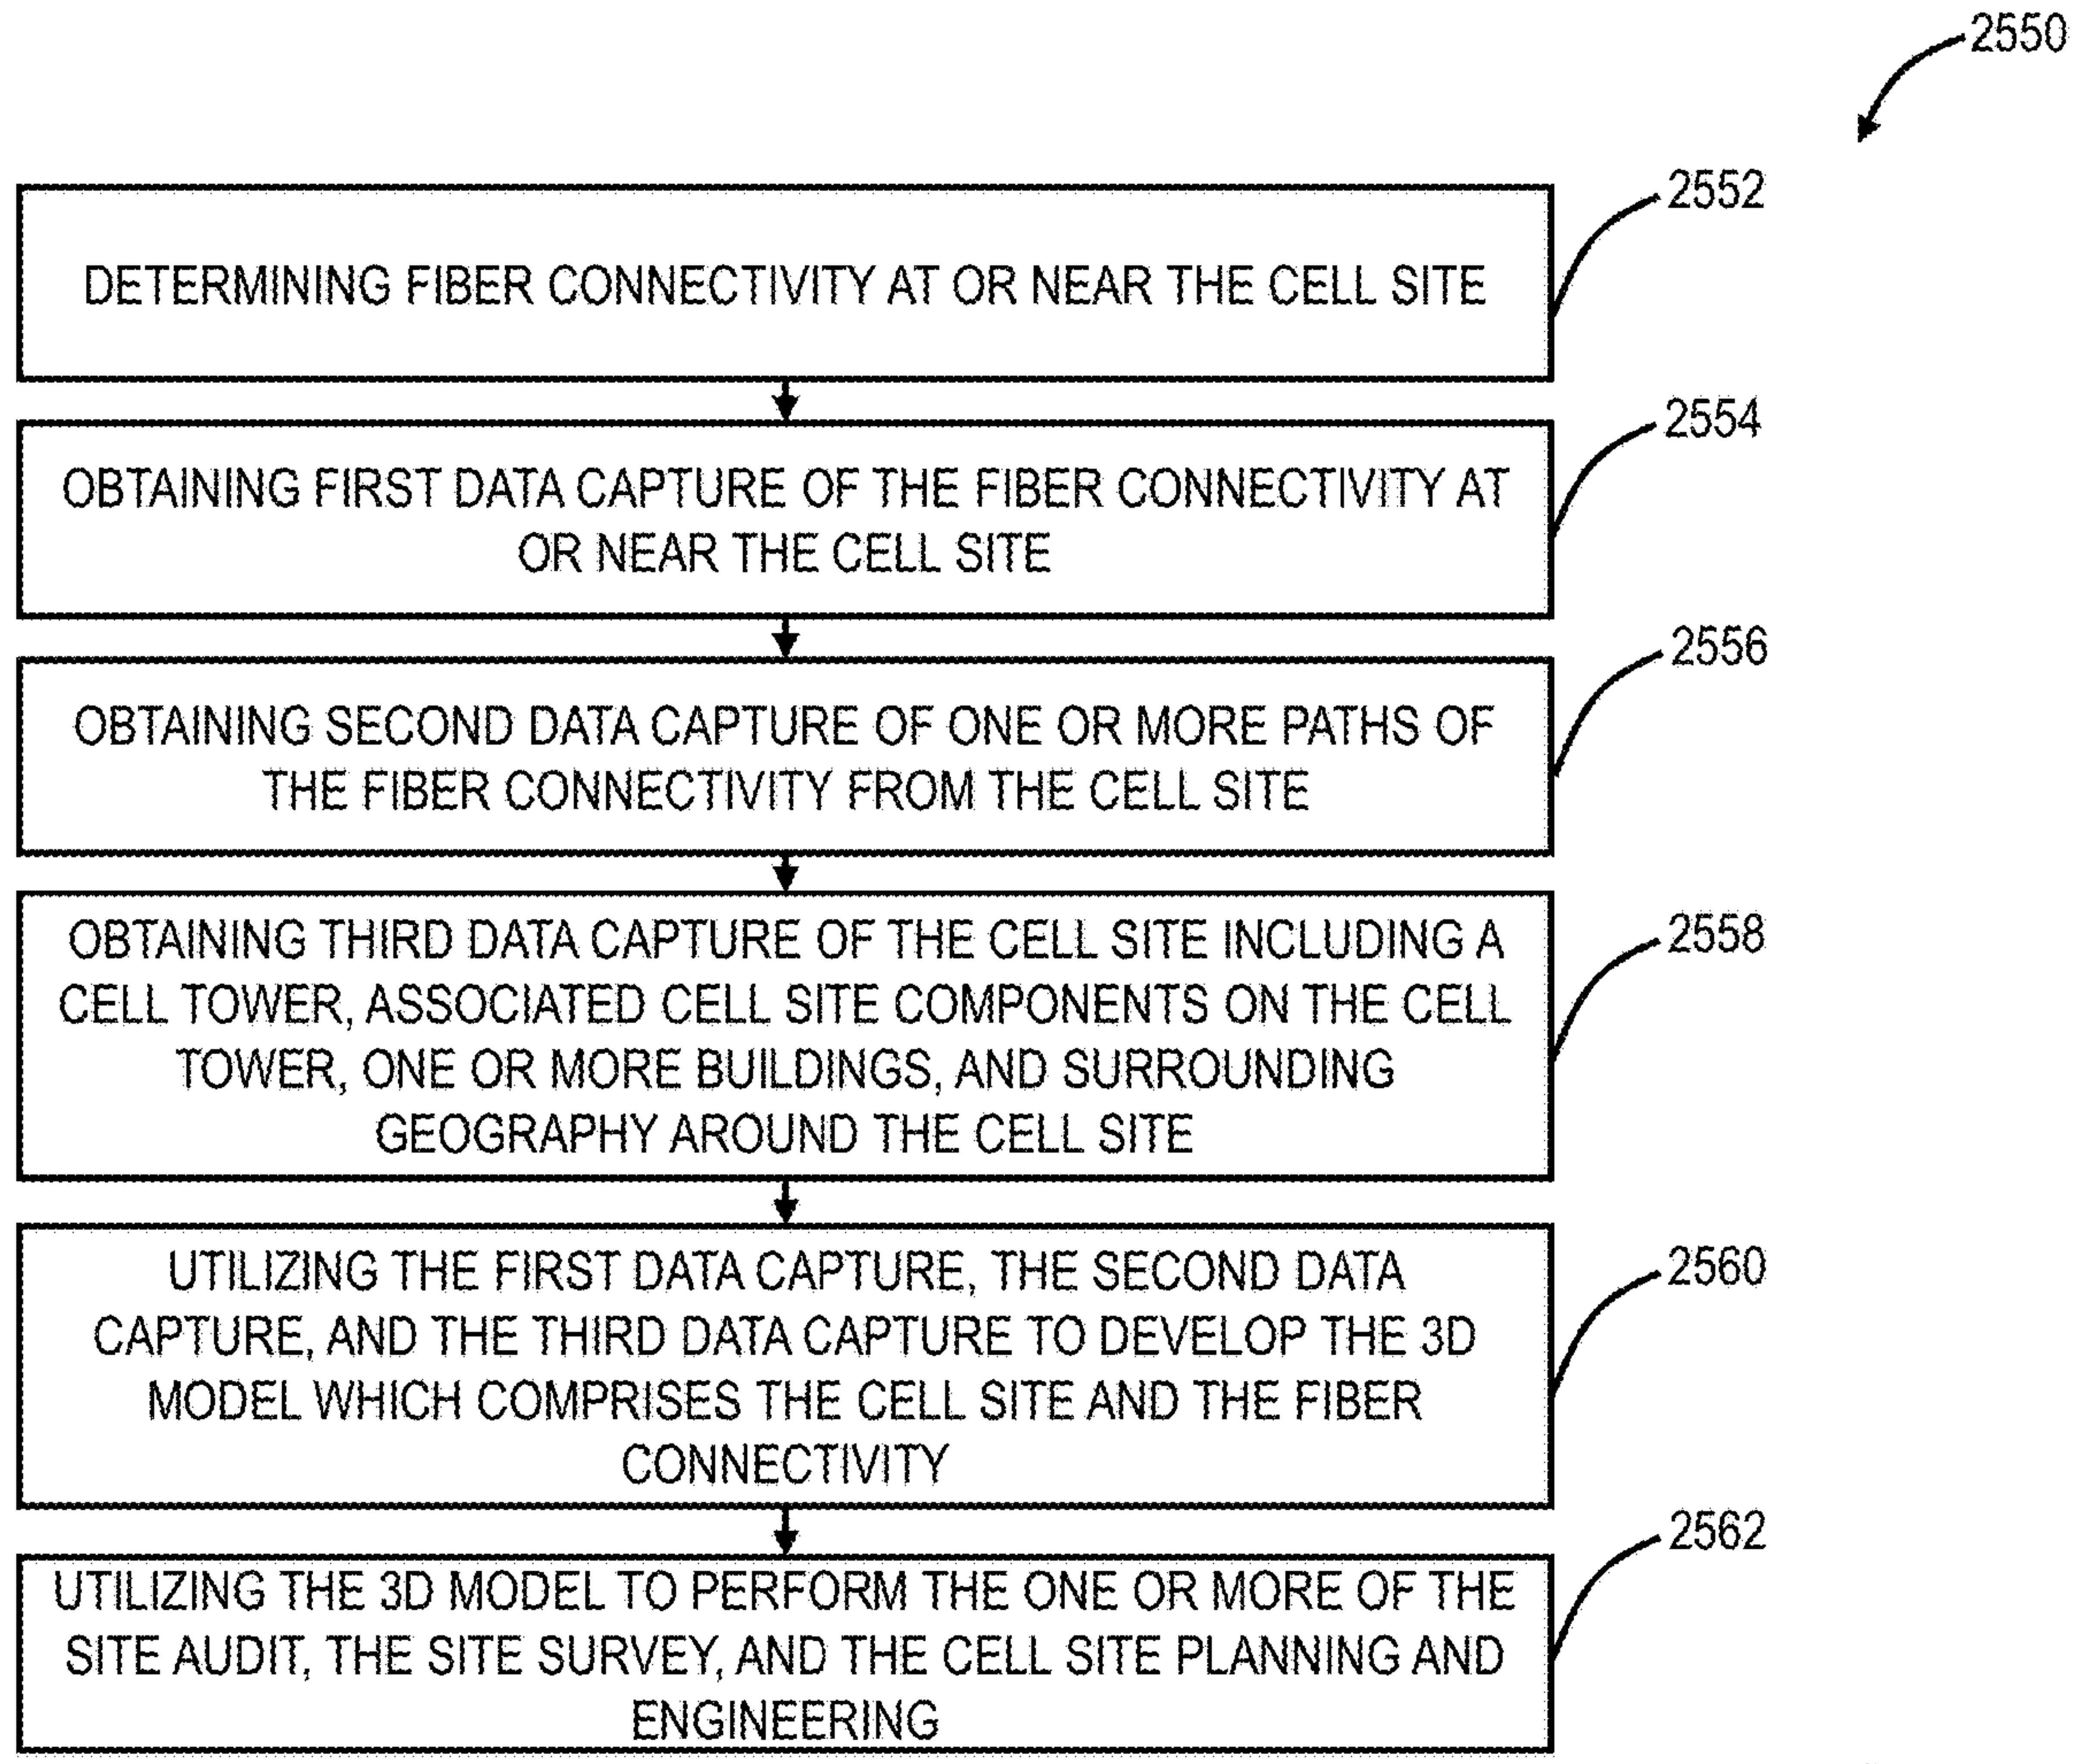 2550
2552
DETERMINING FIBER CONNECTIVITY AT OR NEAR THE CELL SITE
2554
OBTAINING FIRST DATA CAPTURE OF THE FIBER CONNECTIVITY AT
OR NEAR THE CELL SITE
2556
OBTAINING SECOND DATA CAPTURE OF ONE OR MORE PATHS OF
THE FIBER CONNECTIVITY FROM THE CELL SITE
2558
OBTAINING THIRD DATA CAPTURE OF THE CELL SITE INCLUDING A
CELL TOWER, ASSOCIATED CELL SITE COMPONENTS ON THE CELL
TOWER, ONE OR MORE BUILDINGS, AND SURROUNDING
GEOGRAPHY AROUND THE CELL SITE
2560
UTILIZING THE FIRST DATA CAPTURE, THE SECOND DATA
CAPTURE, AND THE THIRD DATA CAPTURE TO DEVELOP THE 3D
MODEL WHICH COMPRISES THE CELL SITE AND THE FIBER
CONNECTIVITY
2562
UTILIZING THE 3D MODEL TO PERFORM THE ONE OR MORE OF THE
SITE AUDIT, THE SITE SURVEY, AND THE CELL SITE PLANNING AND
ENGINEERING